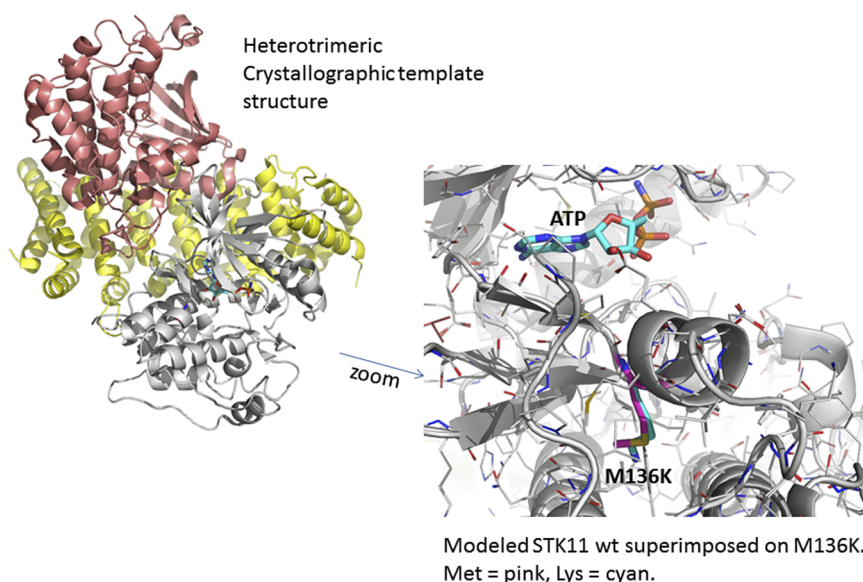 Heterotrimeric
Crystallographic template
structure
ATP
zoom
M136K
Modeled STK11 wt superimposed on M136K.
Met = pink, Lys = cyan.